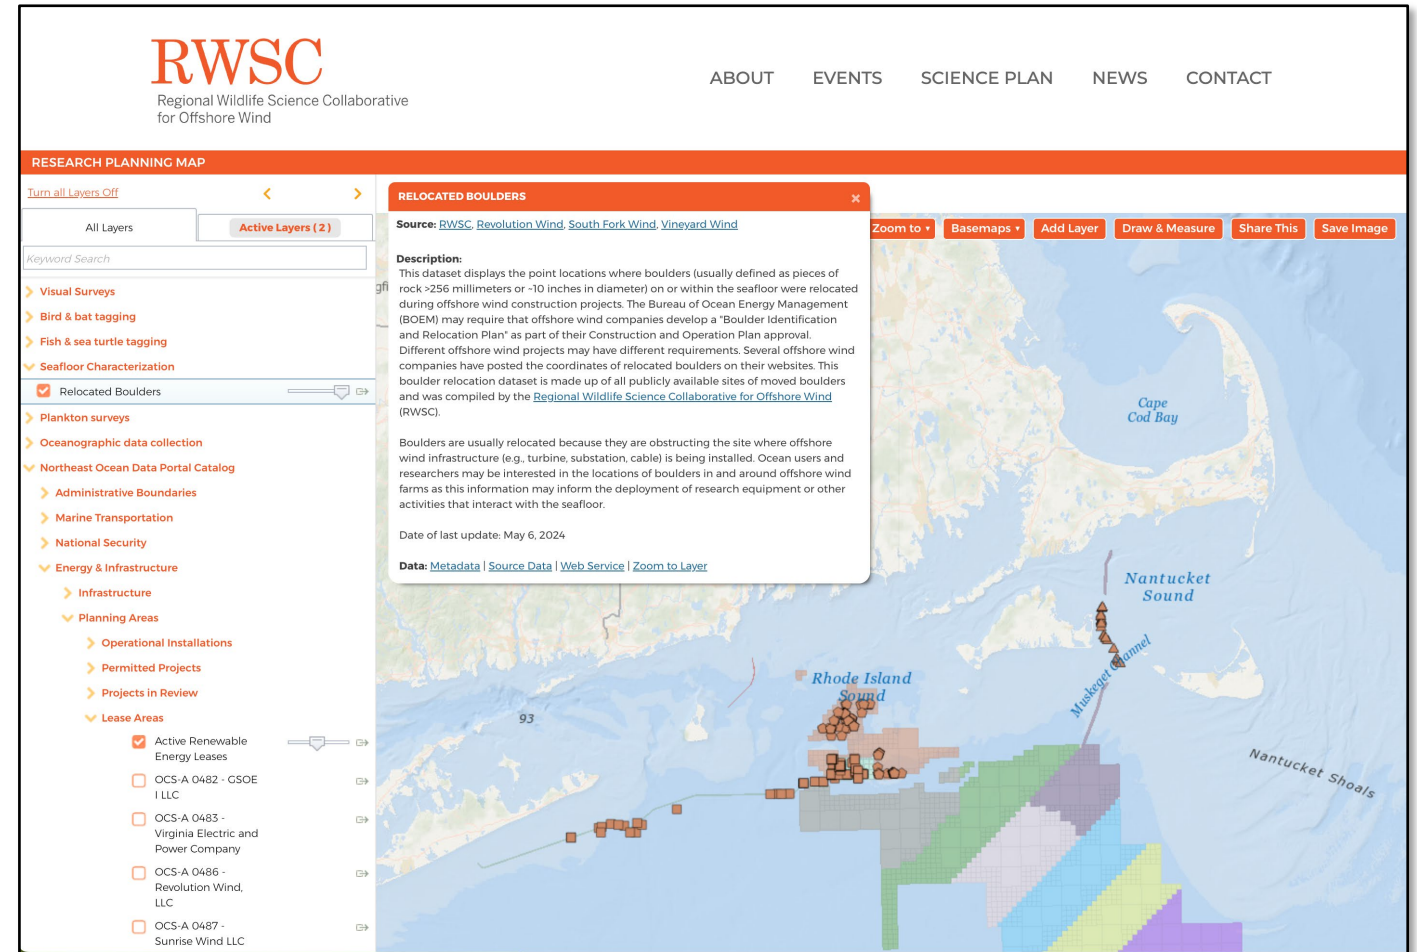 RWSC
Regional Wildlife Science Collaborative
for Offshore Wind
ABOUT EVENTS SCIENCE PLAN NEWS CONTACT
RESEARCH PLANNING MAP
Turn all Layers Off
All Layers
Active Layers ( 2 )
Keyword Search
Visual Surveys
Bird & bat tagging
Fish & sea turtle tagging
Seafloor Characterization
Relocated Boulders
Plankton surveys
Oceanographic data collection
Northeast Ocean Data Portal Catalog
Administrative Boundaries
Marine Transportation
National Security
Energy & Infrastructure
Infrastructure
Planning Areas
Operational Installations
Permitted Projects
Projects in Review
Lease Areas
Active Renewable
Energy Leases
OCS-A 0482 - GSOE
I LLC
OCS-A 0483 -
Virginia Electric and
Power Company
OCS-A 0486 -
Revolution Wind,
LLC
OCS-A 0487 -
Sunrise Wind LLC
RELOCATED BOULDERS
Source: RWSC, Revolution Wind, South Fork Wind, Vineyard Wind
Description:
This dataset displays the point locations where boulders (usually defined as pieces of
rock >256 millimeters or ~10 inches in diameter) on or within the seafloor were relocated
during offshore wind construction projects. The Bureau of Ocean Energy Management
(BOEM) may require that offshore wind companies develop a "Boulder Identification
and Relocation Plan" as part of their Construction and Operation Plan approval.
Different offshore wind projects may have different requirements. Several offshore wind
companies have posted the coordinates of relocated boulders on their websites. This
boulder relocation dataset is made up of all publicly available sites of moved boulders
and was compiled by the Regional Wildlife Science Collaborative for Offshore Wind
(RWSC).
Boulders are usually relocated because they are obstructing the site where offshore
wind infrastructure (e.g., turbine, substation, cable) is being installed. Ocean users and
researchers may be interested in the locations of boulders in and around offshore wind
farms as this information may inform the deployment of research equipment or other
activities that interact with the seafloor.
Date of last update: May 6, 2024
Data: Metadata | Source Data | Web Service | Zoom to Layer
Zoom to Basemaps Add Layer Draw & Measure Share This Save Image
Cape
Cod Bay
Nantucket
Sound
Muskeget Channel
Rhode Island
Sound
93
Nantucket Shoals